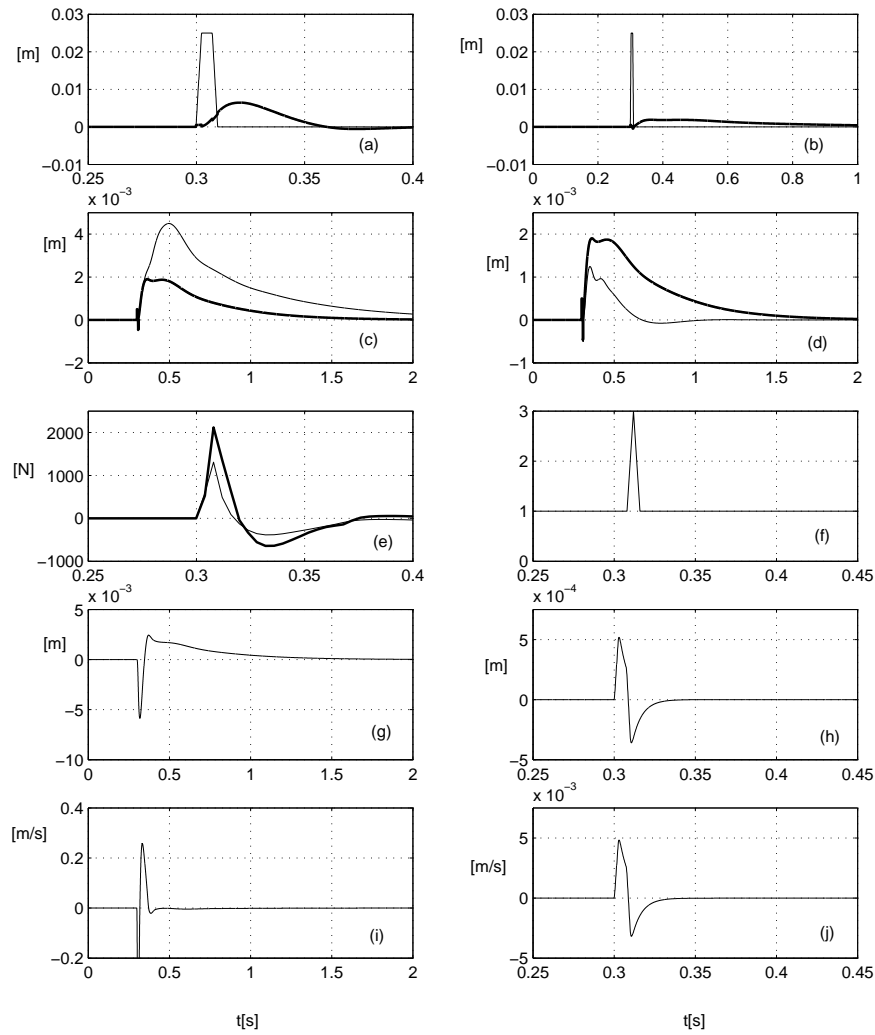 0.03
0.02
[m]
0.01
0
−0.01
(a)
0.25 0.3 0.35 0.4
0.03
0.02
[m]
0.01
0
−0.01
(b)
0 0.2 0.4 0.6 0.8 1
x 10⁻³
4
[m]
2
0
−2
(c)
0 0.5 1 1.5 2
x 10⁻³
2
[m]
1
0
−1
(d)
0 0.5 1 1.5 2
2000
[N]
1000
0
−1000
(e)
0.25 0.3 0.35 0.4
3
2
1
0
(f)
0.25 0.3 0.35 0.4 0.45
x 10⁻³
5
[m]
0
−5
−10
(g)
0 0.5 1 1.5 2
x 10⁻⁴
5
[m]
0
−5
(h)
0.25 0.3 0.35 0.4 0.45
0.4
[m/s]
0.2
0
−0.2
(i)
0 0.5 1 1.5 2
x 10⁻³
5
[m/s]
0
−5
(j)
0.25 0.3 0.35 0.4 0.45
t[s]
t[s]